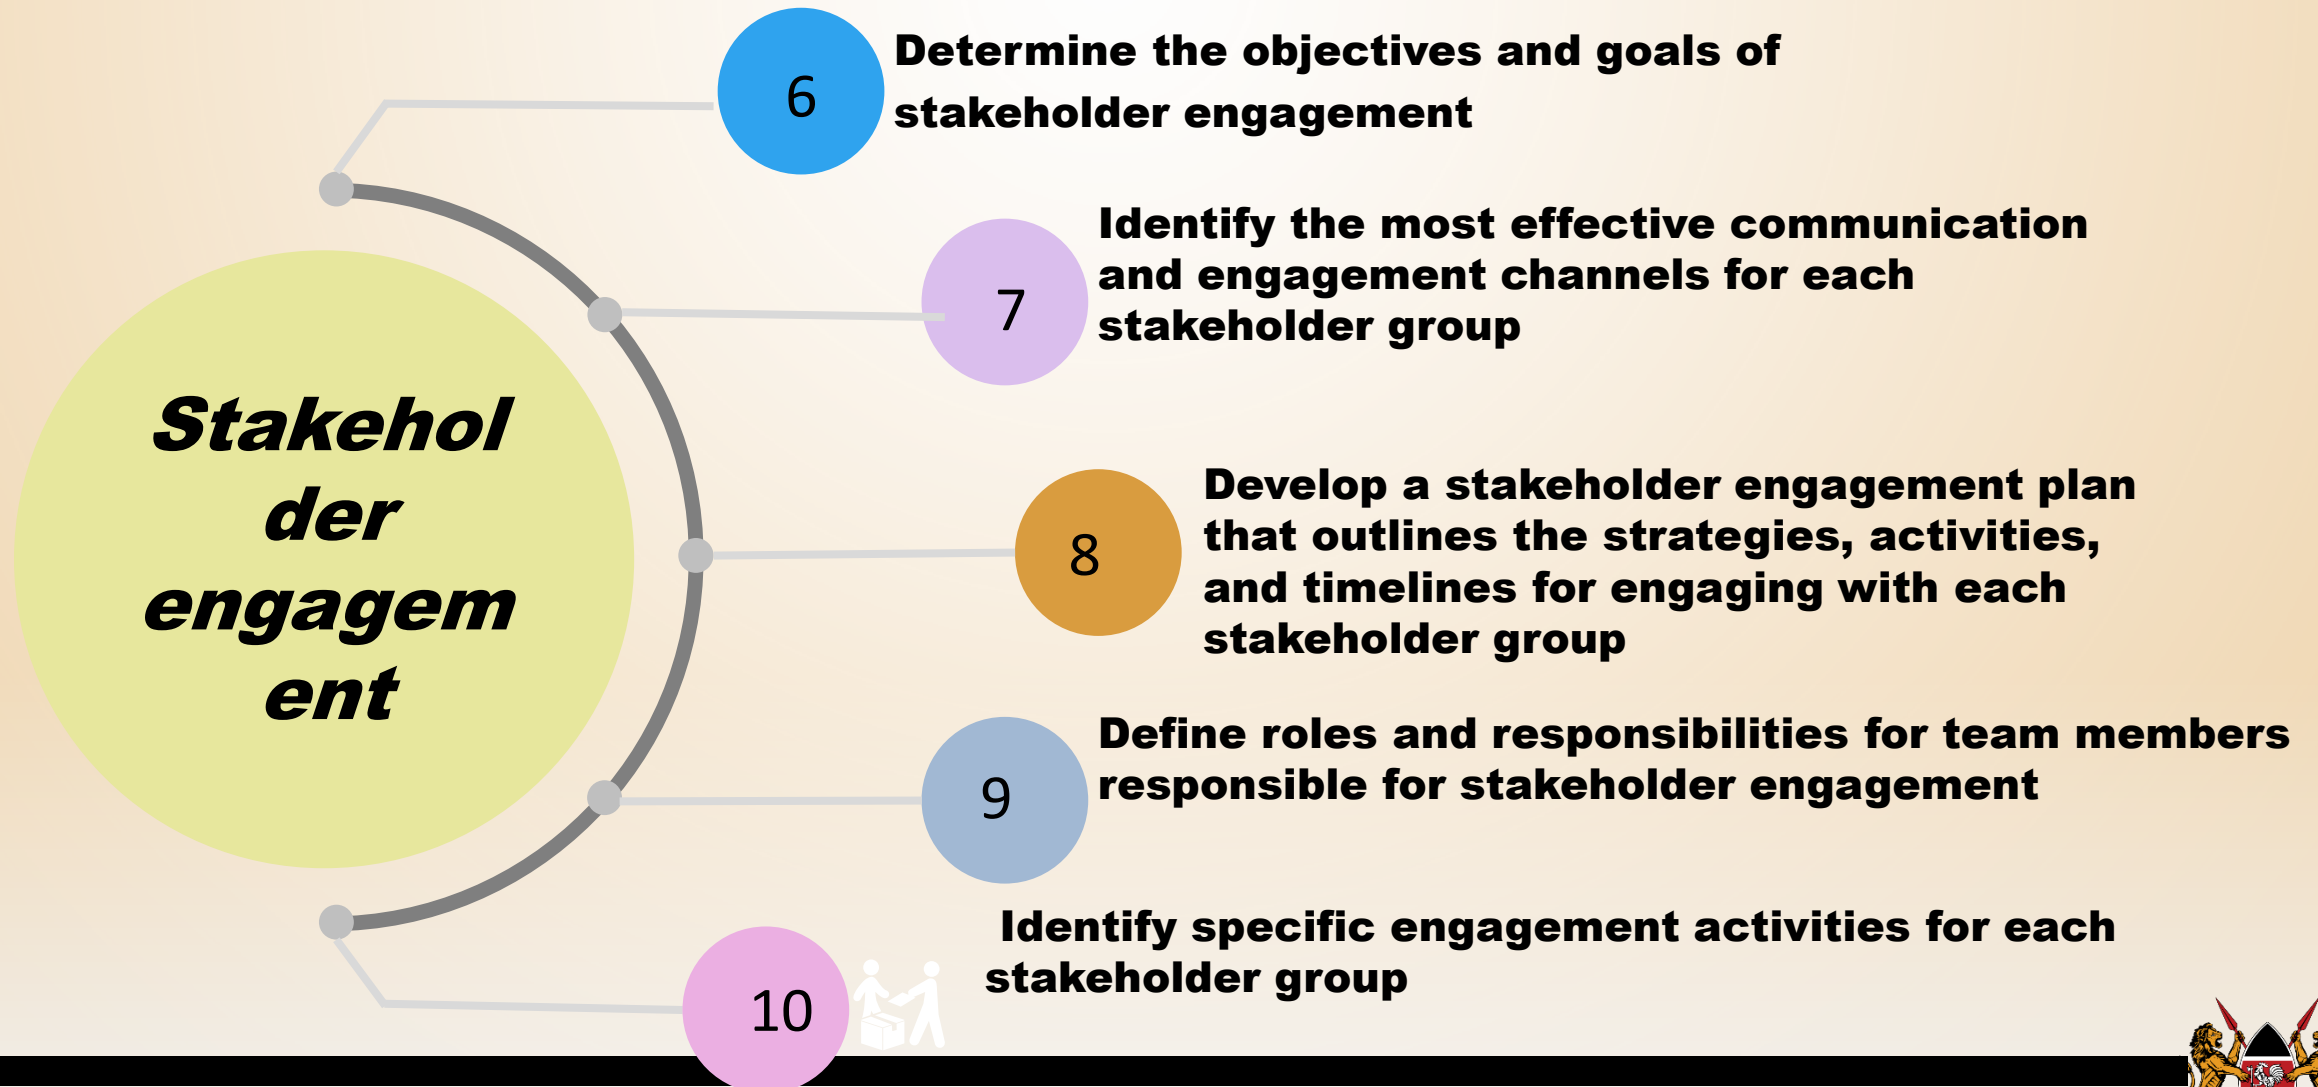 6
Determine the objectives and goals of
stakeholder engagement
7
Identify the most effective communication
and engagement channels for each
stakeholder group
Stakehol
der
engagem
ent
8
Develop a stakeholder engagement plan
that outlines the strategies, activities,
and timelines for engaging with each
stakeholder group
9
Define roles and responsibilities for team members
responsible for stakeholder engagement
10
Identify specific engagement activities for each
stakeholder group